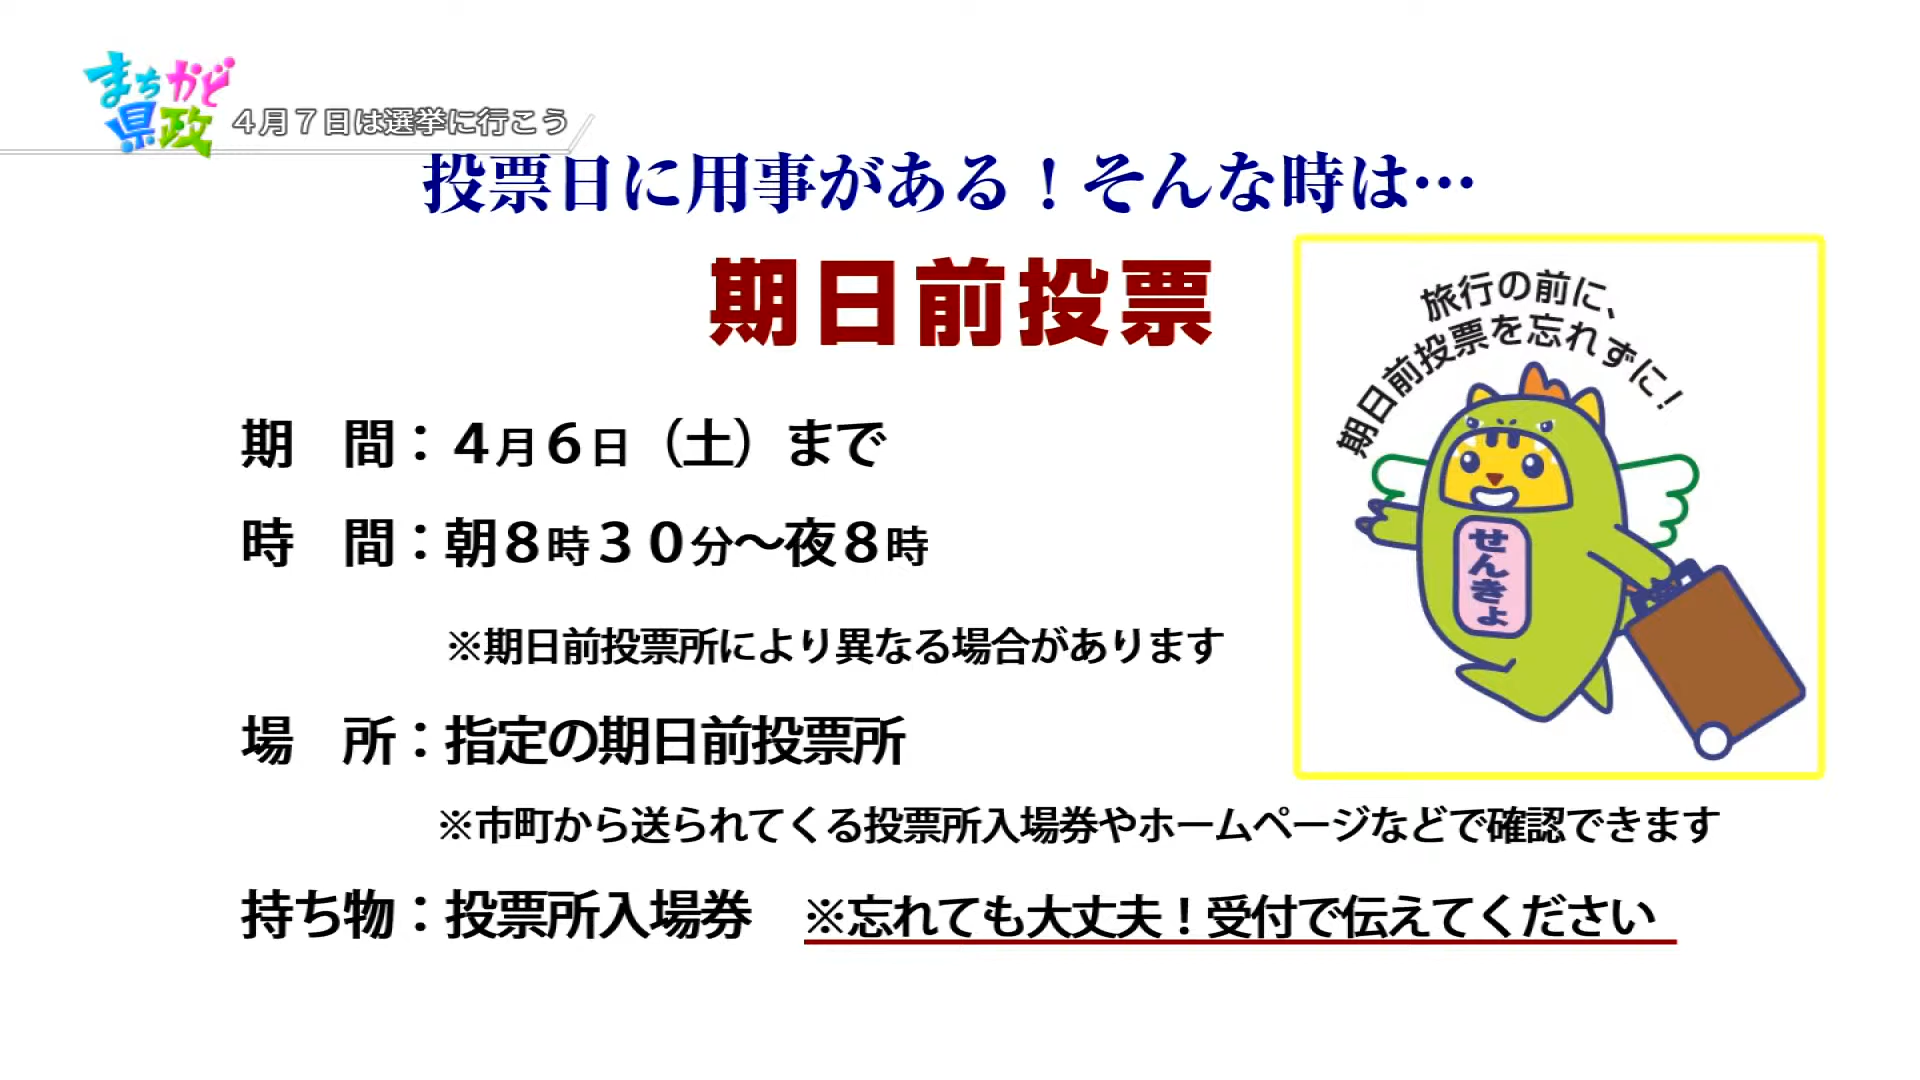 まちかど
県政
４月７日は選挙に行こう
投票日に用事がある！そんな時は…
期日前投票
旅行の前に、
期日前投票を忘れずに！
せんきょ
期　間：４月６日（土）まで
時　間：朝８時３０分～夜８時
※期日前投票所により異なる場合があります
場　所：指定の期日前投票所
※市町から送られてくる投票所入場券やホームページなどで確認できます
持ち物：投票所入場券　※忘れても大丈夫！受付で伝えてください